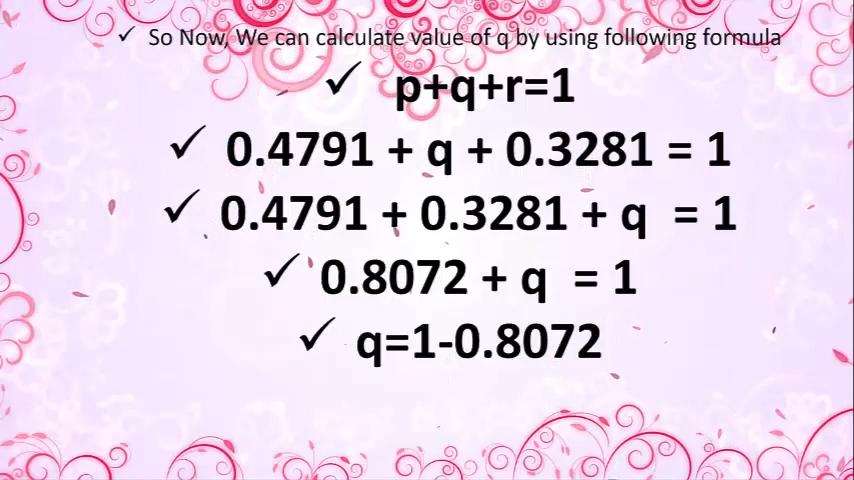 ✓ So Now, We can calculate value of q by using following formula
✓ p+q+r=1
✓ 0.4791 + q + 0.3281 = 1
✓ 0.4791 + 0.3281 + q = 1
✓ 0.8072 + q = 1
✓ q=1-0.8072